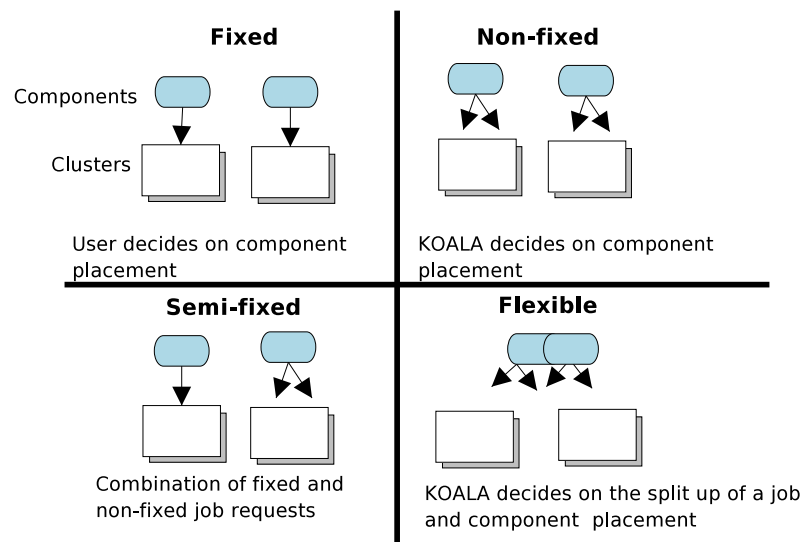 Fixed
Components
Clusters
User decides on component
placement
Non-fixed
KOALA decides on component
placement
Semi-fixed
Combination of fixed and
non-fixed job requests
Flexible
KOALA decides on the split up of a job
and component placement